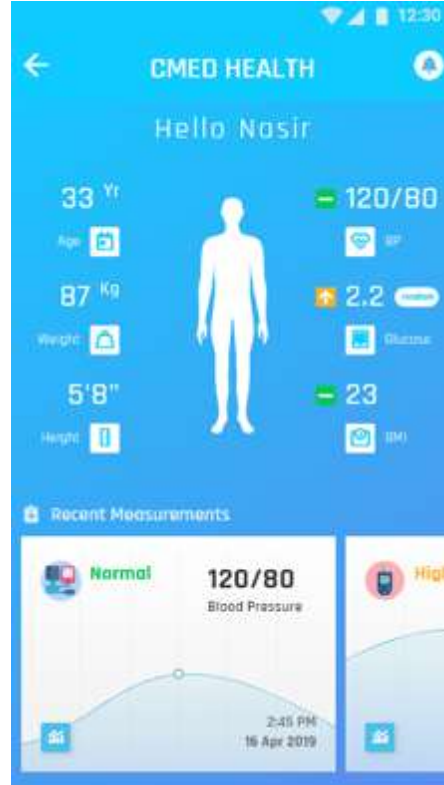 12:30
CMED HEALTH
Hello Nasir
33 Yr
Age
120/80
BP
87 Kg
Weight
2.2
Glucose
5'8"
Height
23
BMI
Recent Measurements
Normal
120/80
Blood Pressure
2:45 PM
16 Apr 2019
High